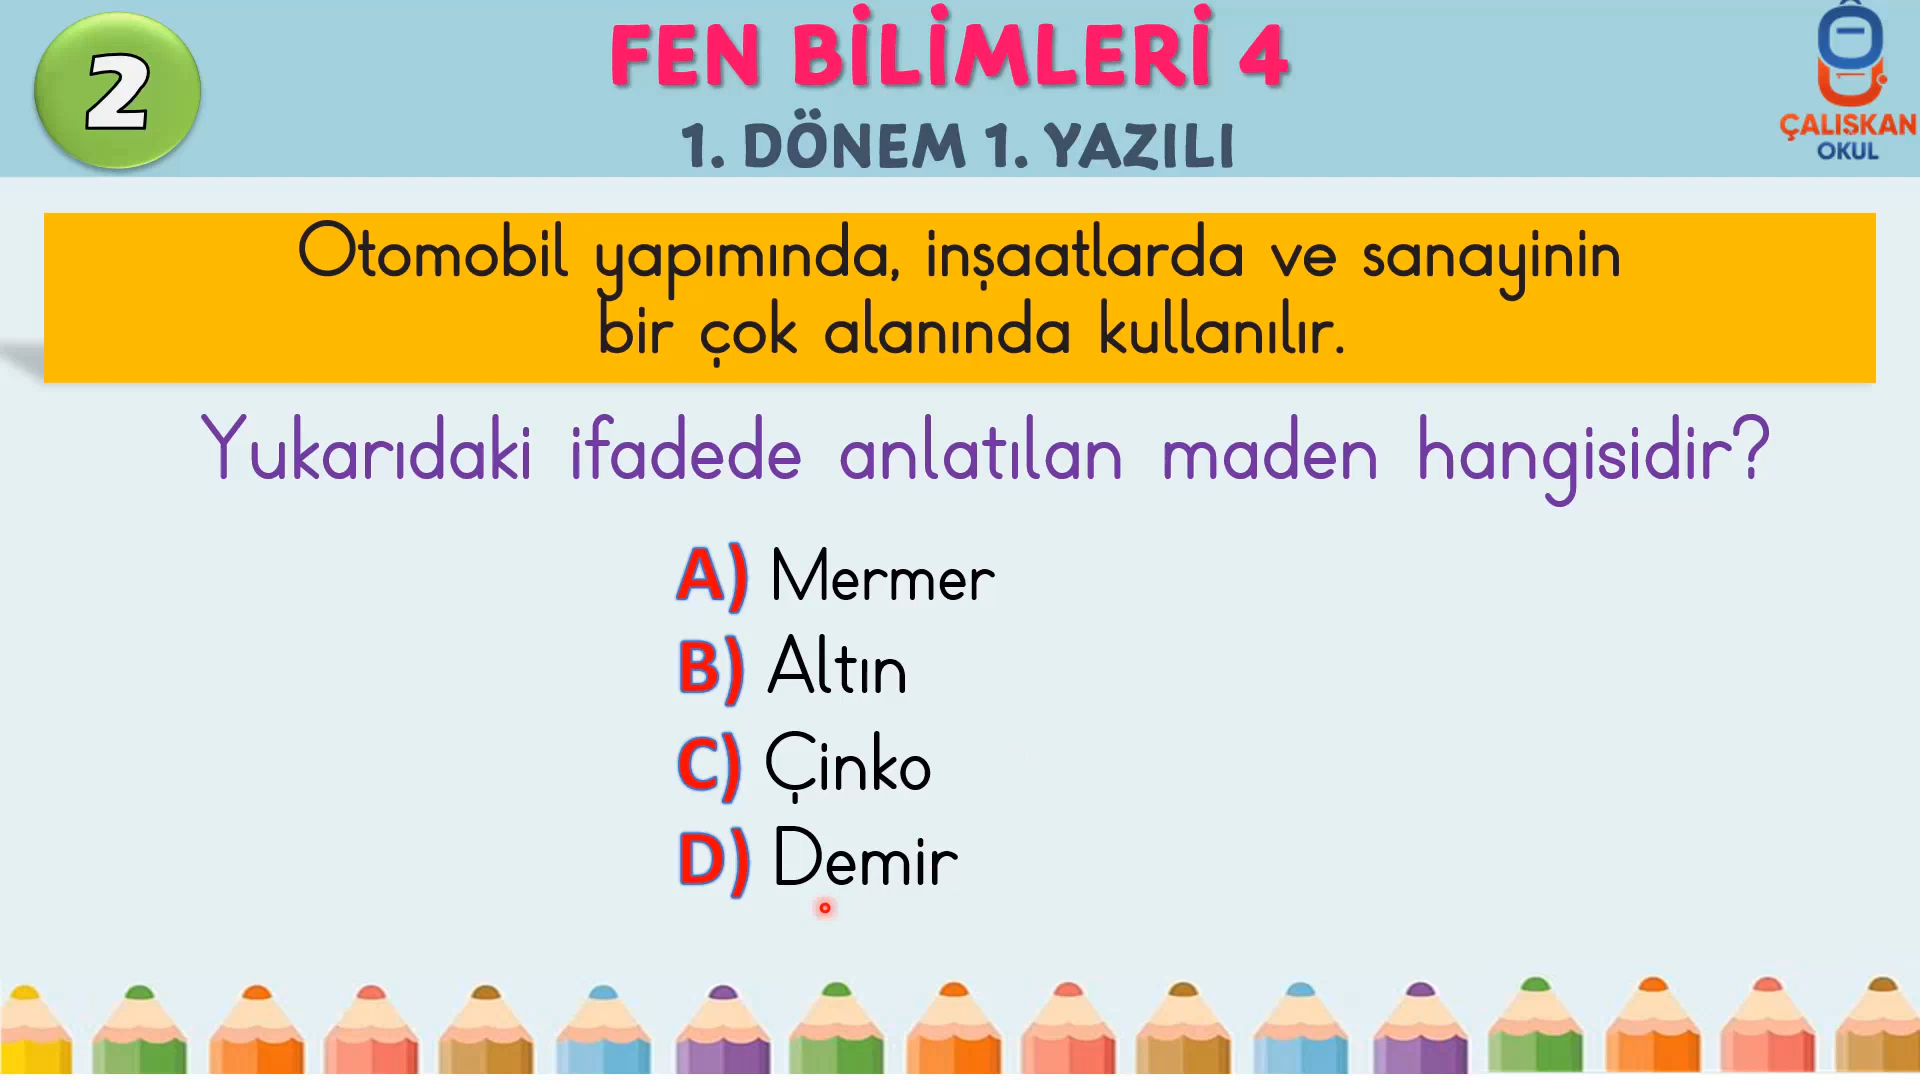 2
FEN BİLİMLERİ 4
1. DÖNEM 1. YAZILI
ÇALIŞKAN
OKUL
Otomobil yapımında, inşaatlarda ve sanayinin
bir çok alanında kullanılır.
Yukarıdaki ifadede anlatılan maden hangisidir?
A) Mermer
B) Altın
C) Çinko
D) Demir